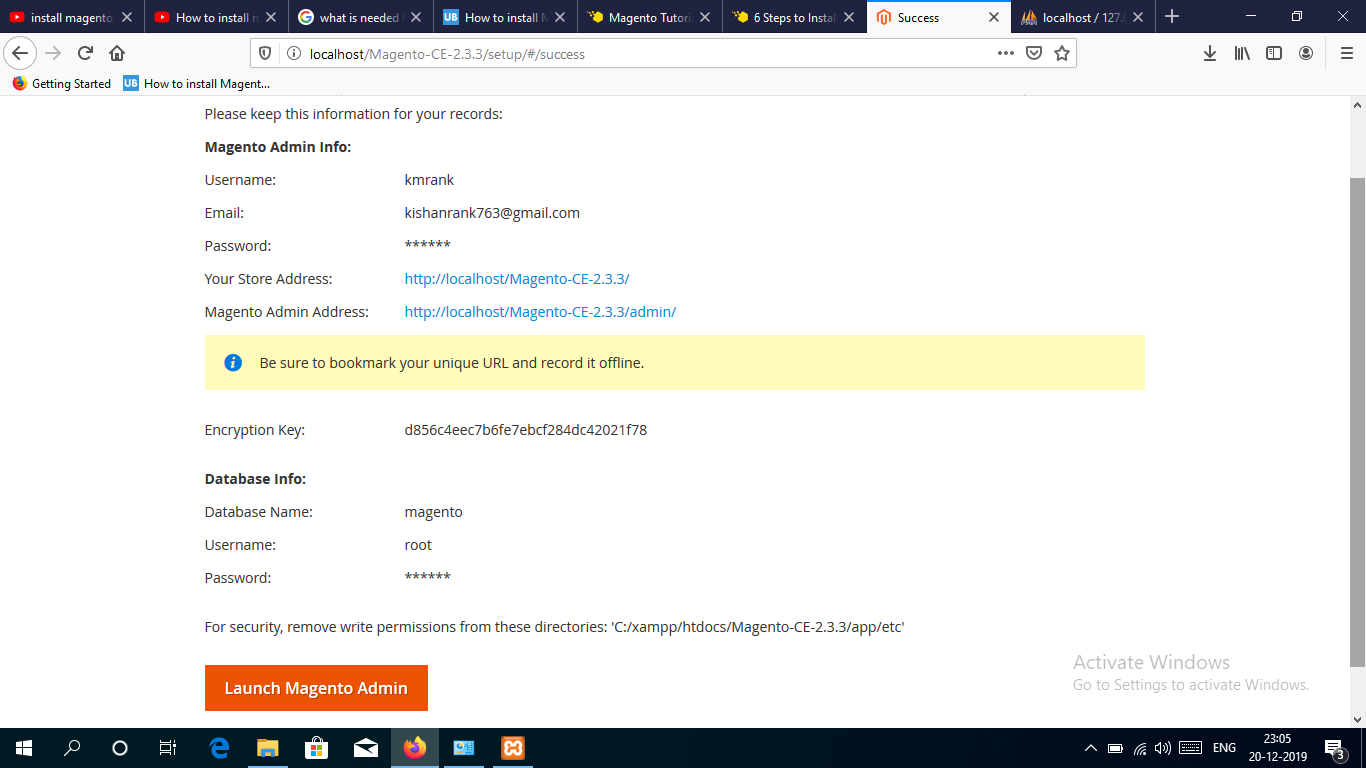 install magento
How to install m
what is needed f
How to install M
Magento Tutori
6 Steps to Instal
Success
localhost / 127.0
localhost/Magento-CE-2.3.3/setup/#/success
Getting Started
UB
How to install Magent...
Please keep this information for your records:
Magento Admin Info:
Username: kmrank
Email: kishanrank763@gmail.com
Password: ******
Your Store Address: http://localhost/Magento-CE-2.3.3/
Magento Admin Address: http://localhost/Magento-CE-2.3.3/admin/
Be sure to bookmark your unique URL and record it offline.
Encryption Key: d856c4eec7b6fe7ebcf284dc42021f78
Database Info:
Database Name: magento
Username: root
Password: ******
For security, remove write permissions from these directories: 'C:/xampp/htdocs/Magento-CE-2.3.3/app/etc'
Launch Magento Admin
Activate Windows
Go to Settings to activate Windows.
ENG
23:05
20-12-2019
3